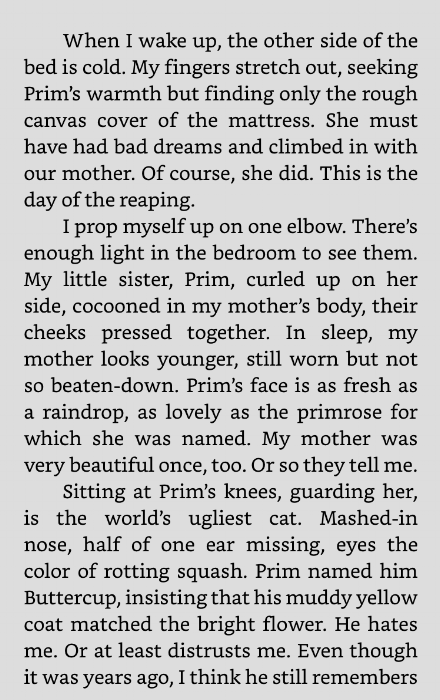 When I wake up, the other side of the
bed is cold. My fingers stretch out, seeking
Prim's warmth but finding only the rough
canvas cover of the mattress. She must
have had bad dreams and climbed in with
our mother. Of course, she did. This is the
day of the reaping.
I prop myself up on one elbow. There's
enough light in the bedroom to see them.
My little sister, Prim, curled up on her
side, cocooned in my mother's body, their
cheeks pressed together. In sleep, my
mother looks younger, still worn but not
so beaten-down. Prim's face is as fresh as
a raindrop, as lovely as the primrose for
which she was named. My mother was
very beautiful once, too. Or so they tell me.
Sitting at Prim's knees, guarding her,
is the world's ugliest cat. Mashed-in
nose, half of one ear missing, eyes the
color of rotting squash. Prim named him
Buttercup, insisting that his muddy yellow
coat matched the bright flower. He hates
me. Or at least distrusts me. Even though
it was years ago, I think he still remembers